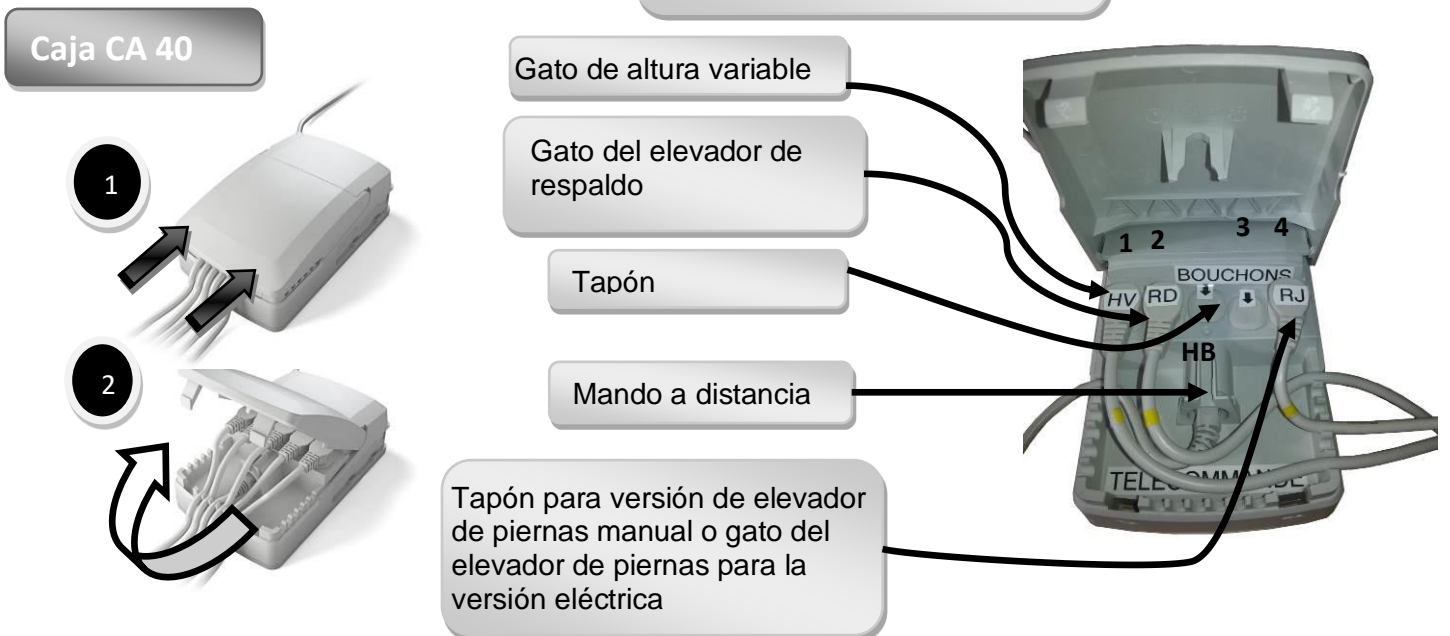 Caja CA 40
1
2
Gato de altura variable
Gato del elevador de
respaldo
Tapón
Mando a distancia
Tapón para versión de elevador
de piernas manual o gato del
elevador de piernas para la
versión eléctrica
1 2 3 4
BOUCHONS
HV RD RJ
HB
TELECOMMANDE